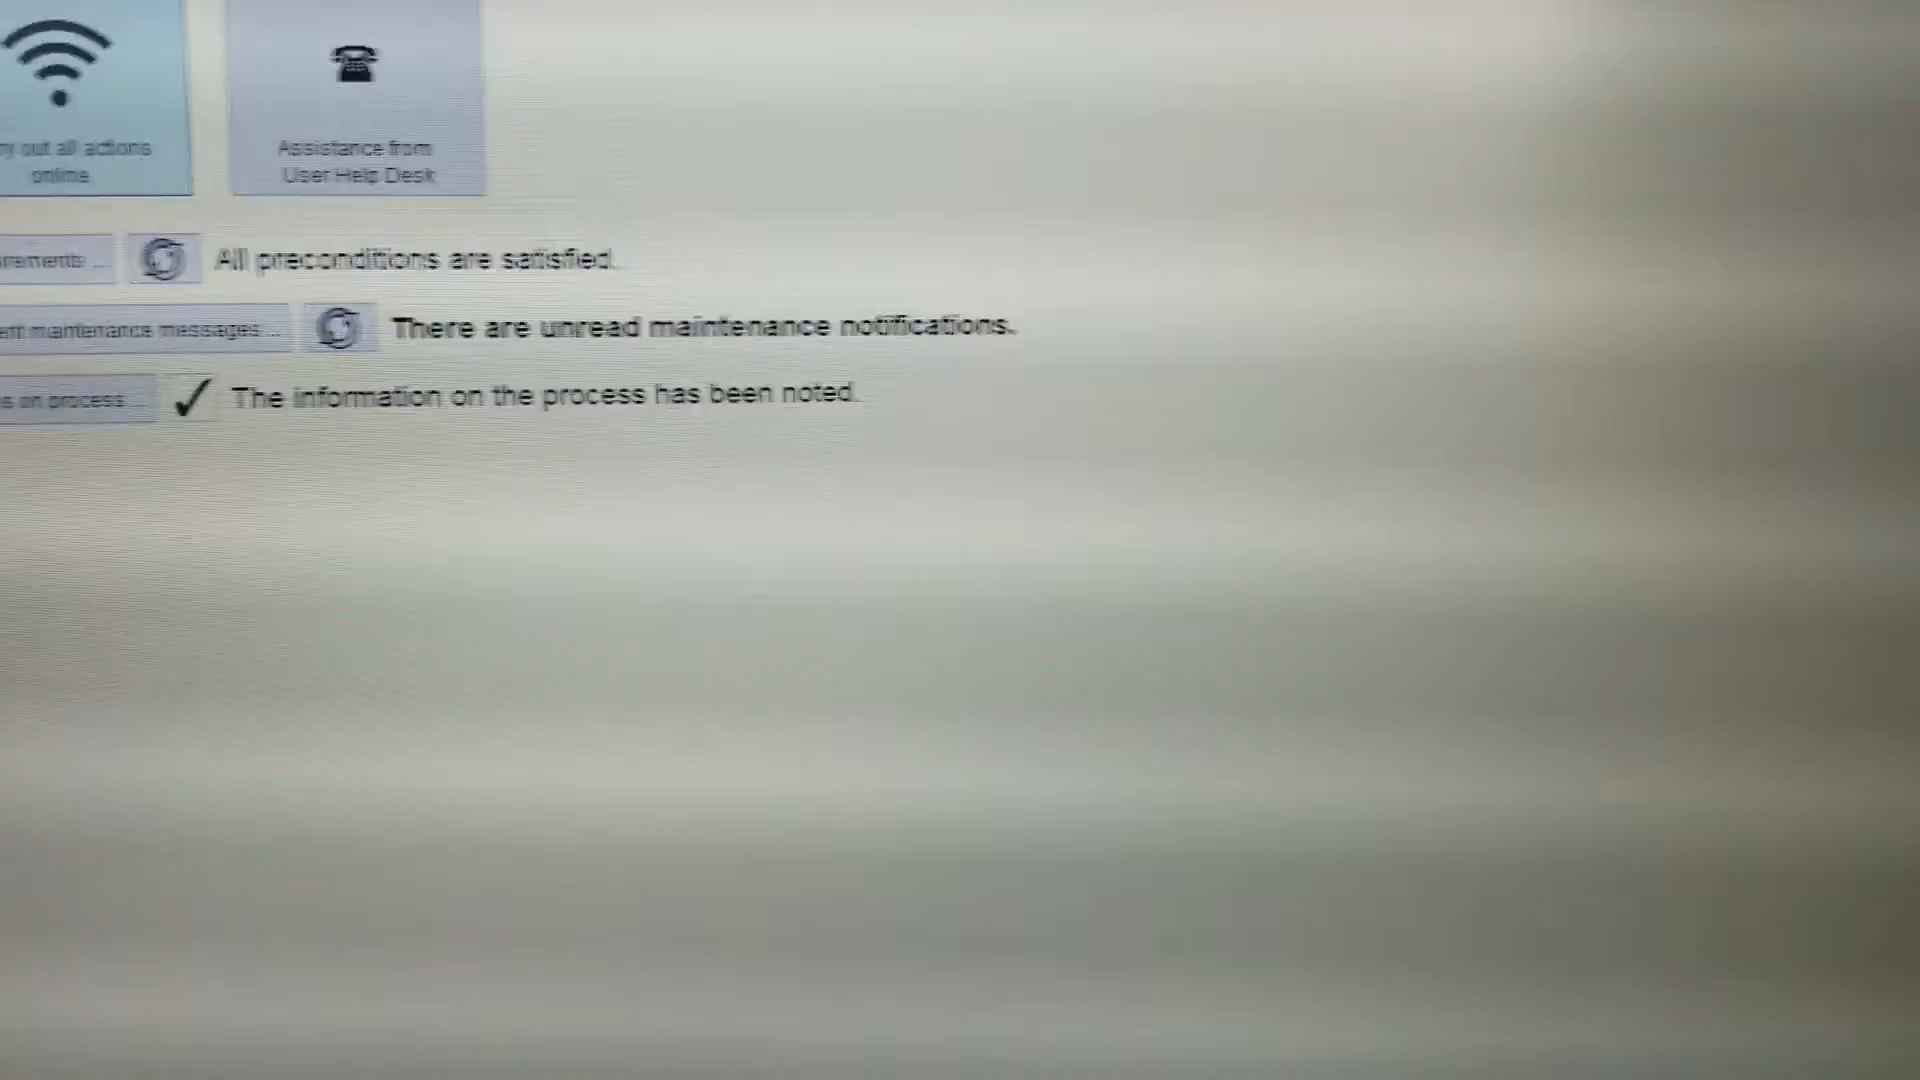 out all actions
online
Assistance from
User Help Desk
... All preconditions are satisfied.
maintenance messages... There are unread maintenance notifications.
on process... The information on the process has been noted.